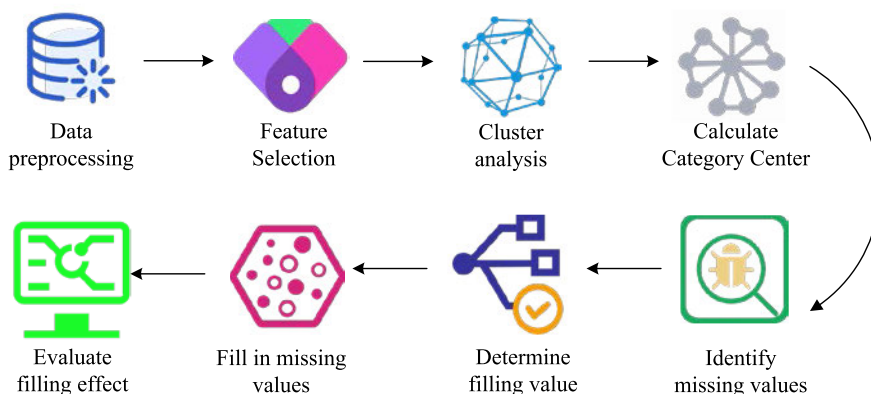 Data
preprocessing
Feature
Selection
Cluster
analysis
Calculate
Category Center
Evaluate
filling effect
Fill in missing
values
Determine
filling value
Identify
missing values